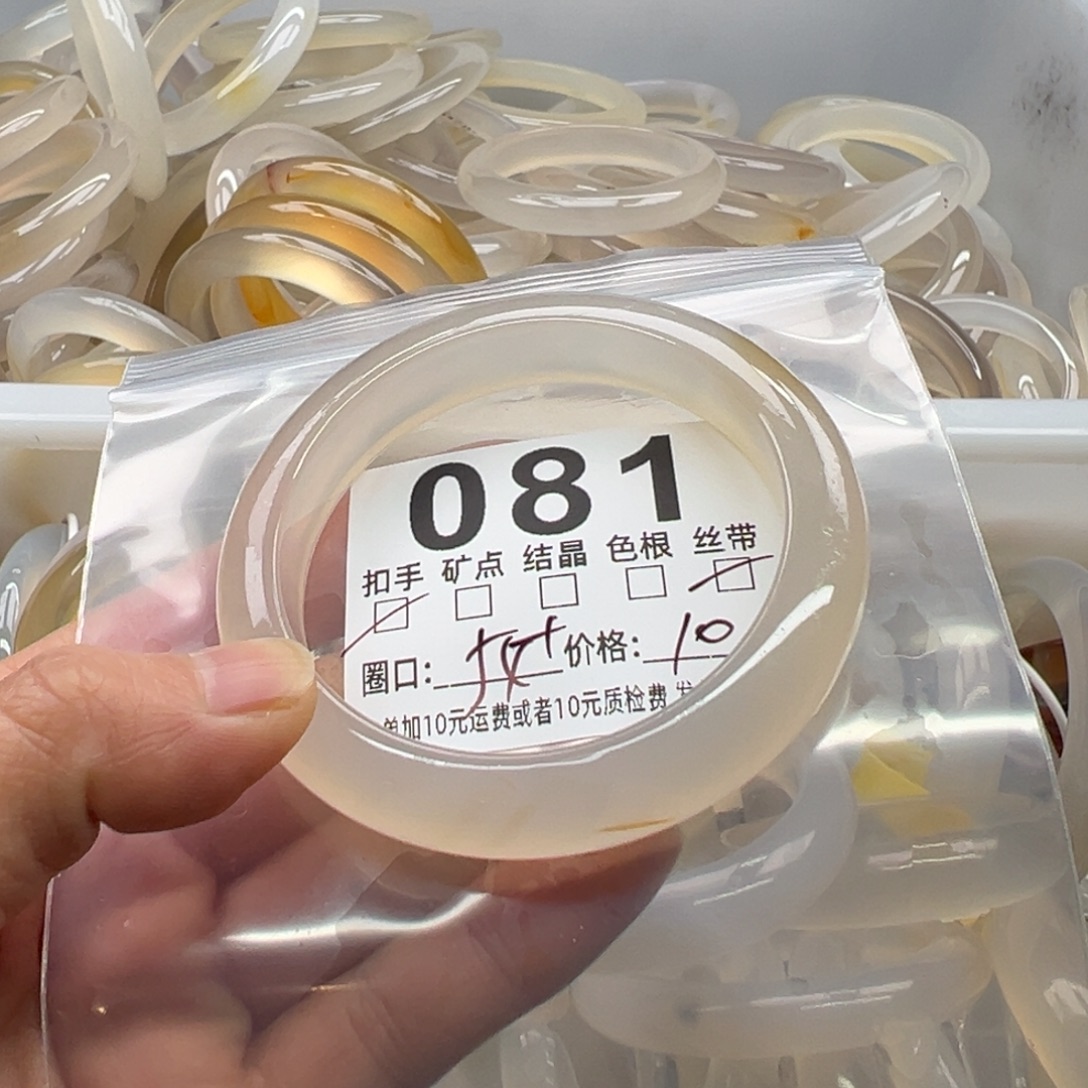 081
扣手 矿点 结晶 色根 丝带
圈口: 价格: 10
单加10元运费或者10元质检费 发